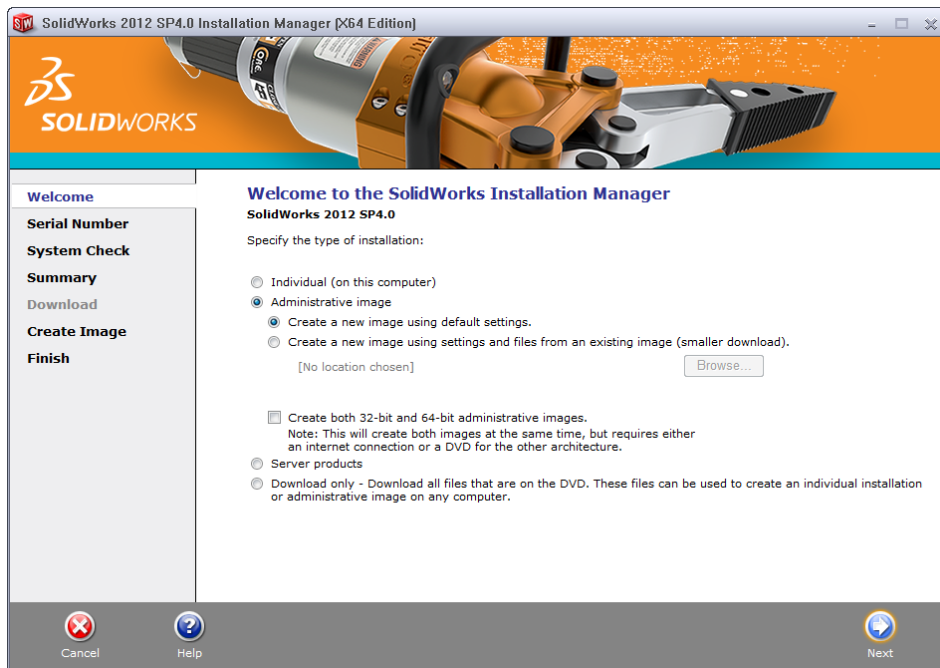 SolidWorks 2012 SP4.0 Installation Manager (X64 Edition)
SOLIDWORKS
Welcome
Serial Number
System Check
Summary
Download
Create Image
Finish
Welcome to the SolidWorks Installation Manager
SolidWorks 2012 SP4.0
Specify the type of installation:
Individual (on this computer)
Administrative image
Create a new image using default settings.
Create a new image using settings and files from an existing image (smaller download).
[No location chosen]
Browse...
Create both 32-bit and 64-bit administrative images.
Note: This will create both images at the same time, but requires either
an internet connection or a DVD for the other architecture.
Server products
Download only - Download all files that are on the DVD. These files can be used to create an individual installation
or administrative image on any computer.
Cancel
Help
Next